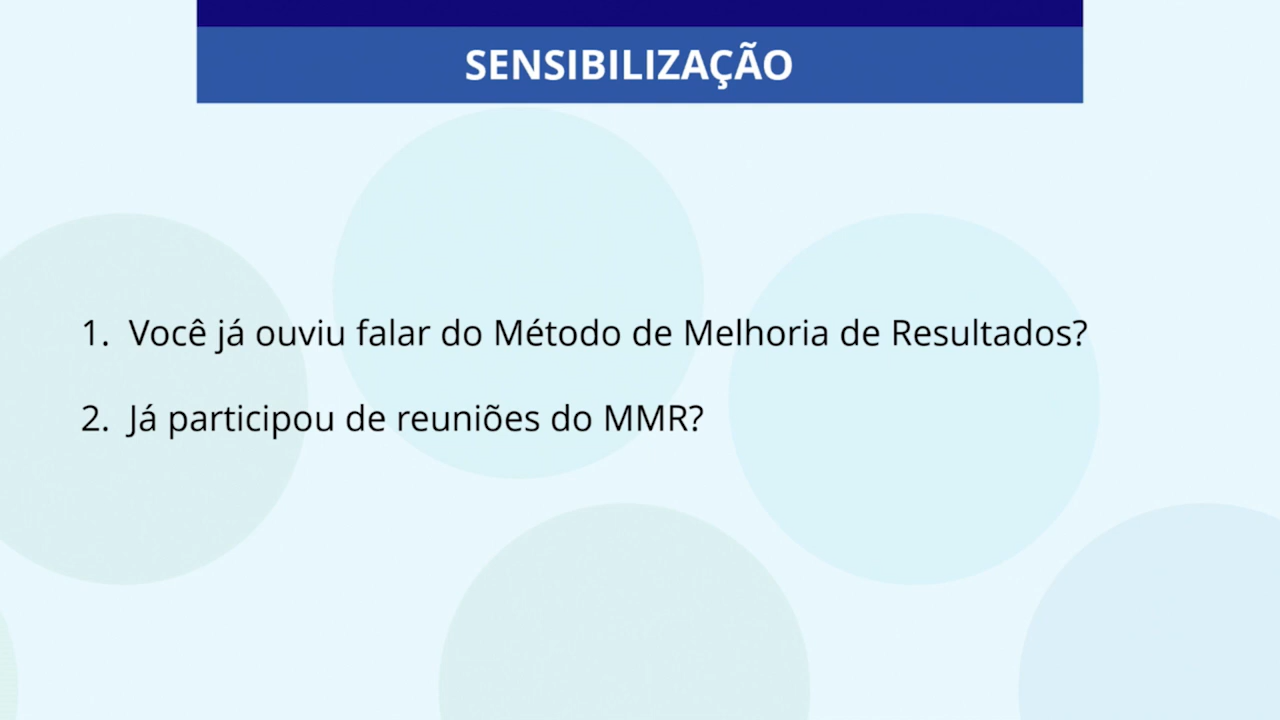 SENSIBILIZAÇÃO
1. Você já ouviu falar do Método de Melhoria de Resultados?
2. Já participou de reuniões do MMR?